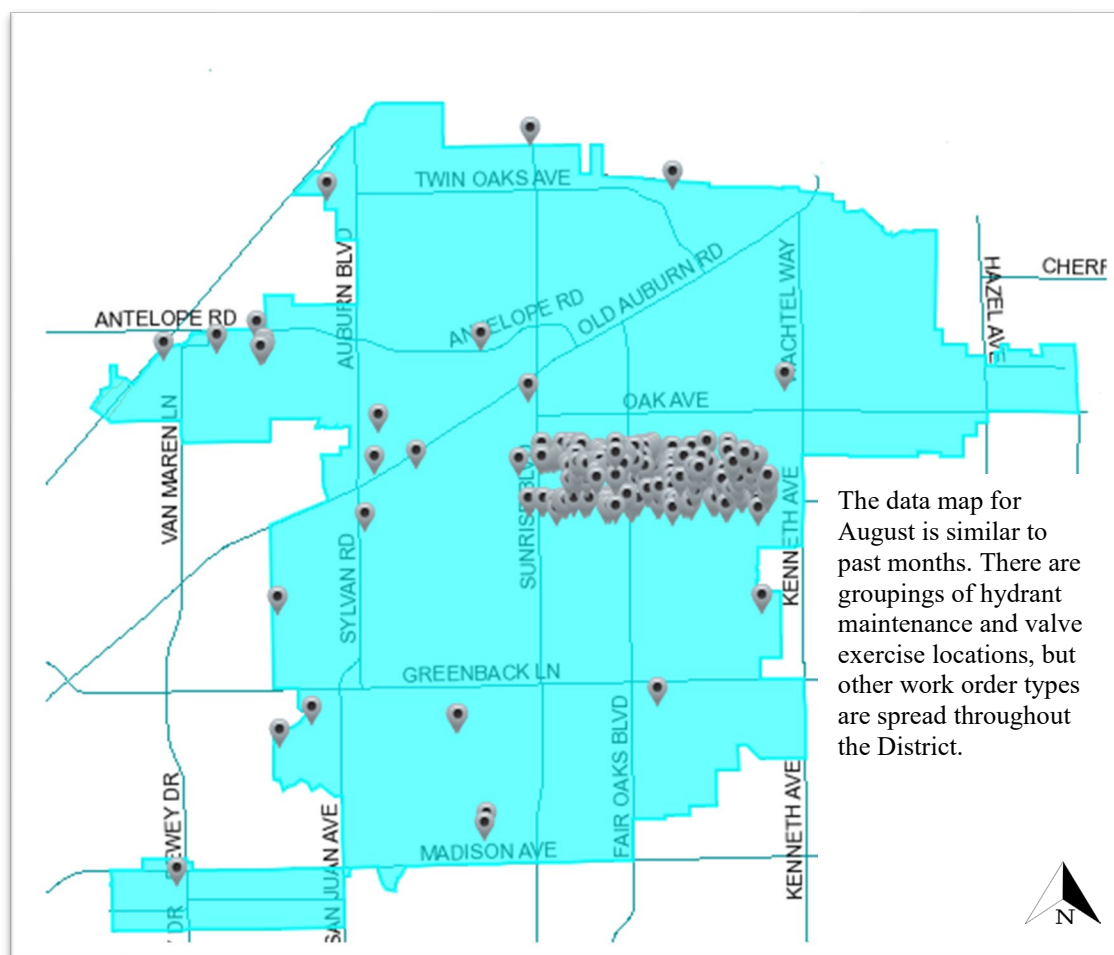 TWIN OAKS AVE
AUBURN BLVD
OLD AUBURN RD
ACHTEL WAY
HAZEL AVE
CHERF
ANTELOPE RD
ANTELOPE RD
OAK AVE
VAN MAREN LN
SUNRISE BLVD
KENNETH AVE
SYLVAN RD
The data map for
August is similar to
past months. There are
groupings of hydrant
maintenance and valve
exercise locations, but
other work order types
are spread throughout
the District.
GREENBACK LN
FAIR OAKS BLVD
EWEY DR
SAN JUAN AVE
MADISON AVE
KENNETH AVE
DR
N